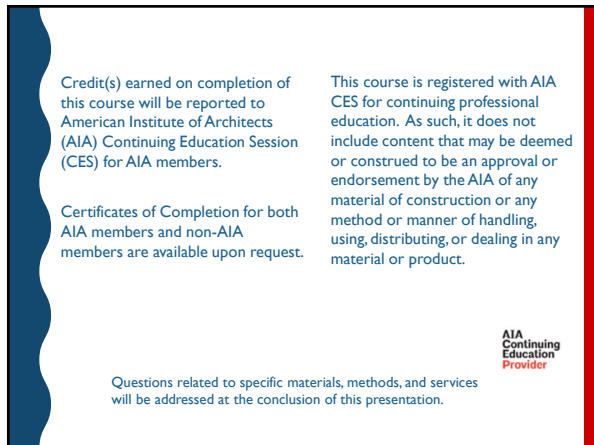 Credit(s) earned on completion of
this course will be reported to
American Institute of Architects
(AIA) Continuing Education Session
(CES) for AIA members.
Certificates of Completion for both
AIA members and non-AIA
members are available upon request.
This course is registered with AIA
CES for continuing professional
education. As such, it does not
include content that may be deemed
or construed to be an approval or
endorsement by the AIA of any
material of construction or any
method or manner of handling,
using, distributing, or dealing in any
material or product.
AIA
Continuing
Education
Provider
Questions related to specific materials, methods, and services
will be addressed at the conclusion of this presentation.